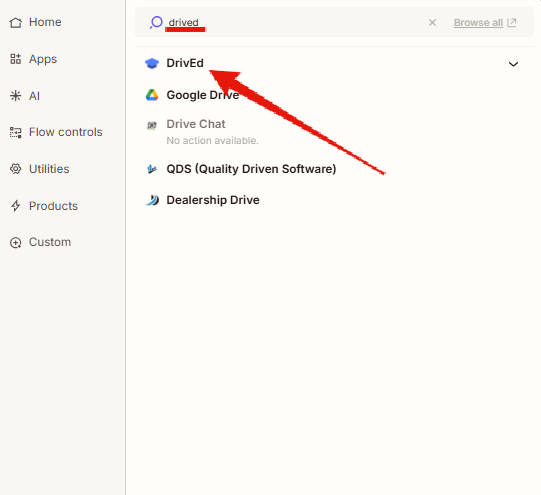 Home
Apps
AI
Flow controls
Utilities
Products
Custom
drived
Browse all
DrivEd
Google Drive
Drive Chat
No action available.
QDS (Quality Driven Software)
Dealership Drive